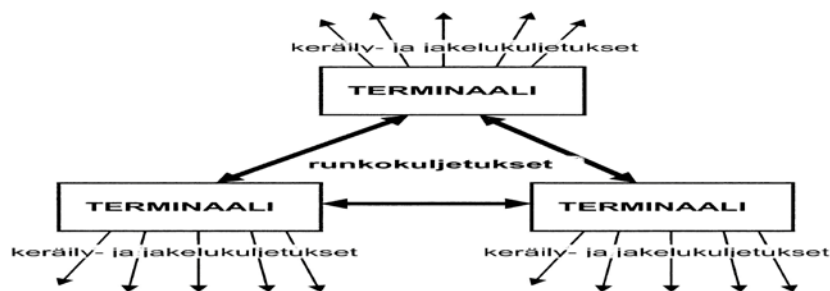 keräily- ja jakelukuljetukset
TERMINAALI
runkokuljetukset
TERMINAALI
TERMINAALI
keräily- ja jakelukuljetukset
keräily- ja jakelukuljetukset